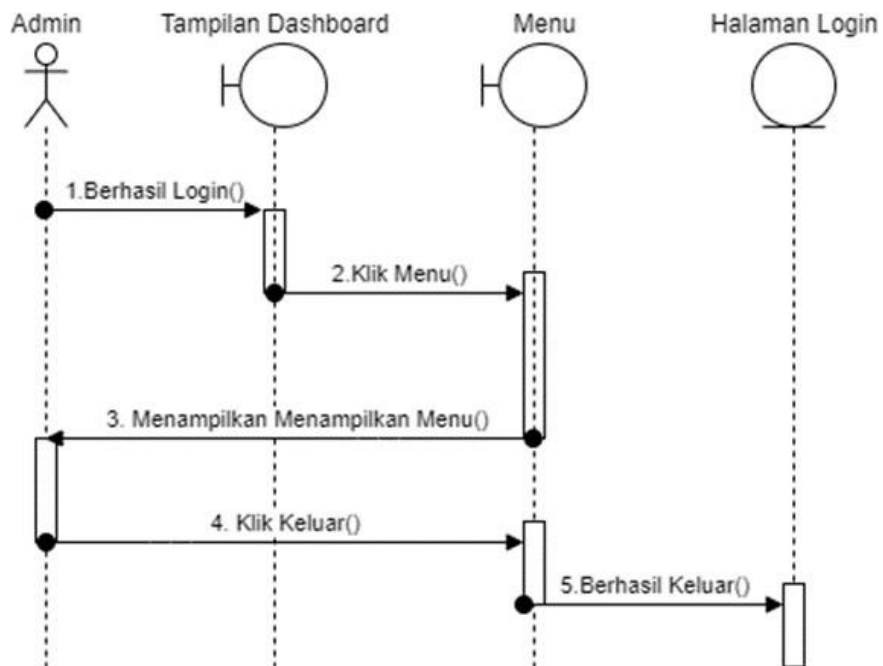 Admin
Tampilan Dashboard
Menu
Halaman Login
1.Berhasil Login()
2.Klik Menu()
3. Menampilkan Menampilkan Menu()
4. Klik Keluar()
5.Berhasil Keluar()